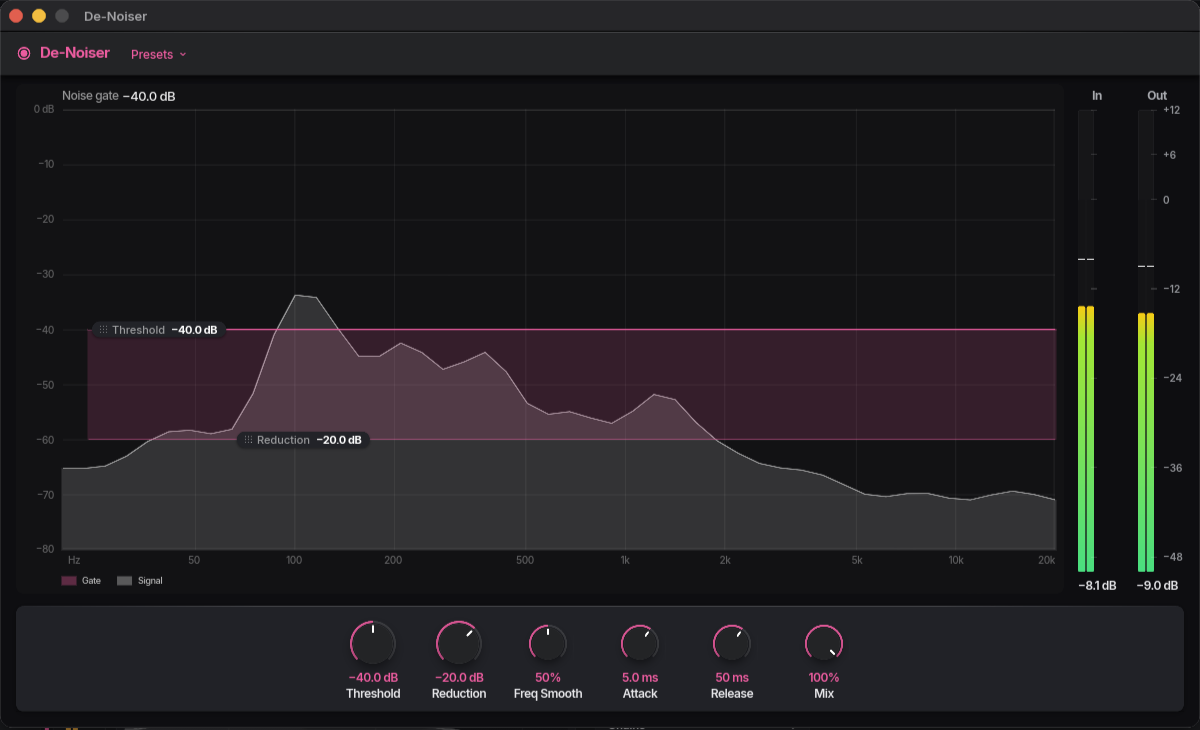 De-Noiser
De-Noiser Presets
Noise gate −40.0 dB
In Out
0 dB
−10
−20
−30
−40
−50
−60
−70
−80
Threshold −40.0 dB
Reduction −20.0 dB
Hz 50 100 200 500 1k 2k 5k 10k 20k
Gate Signal
+12
+6
0
−12
−24
−36
−48
−8.1 dB −9.0 dB
−40.0 dB −20.0 dB 50% 5.0 ms 50 ms 100%
Threshold Reduction Freq Smooth Attack Release Mix